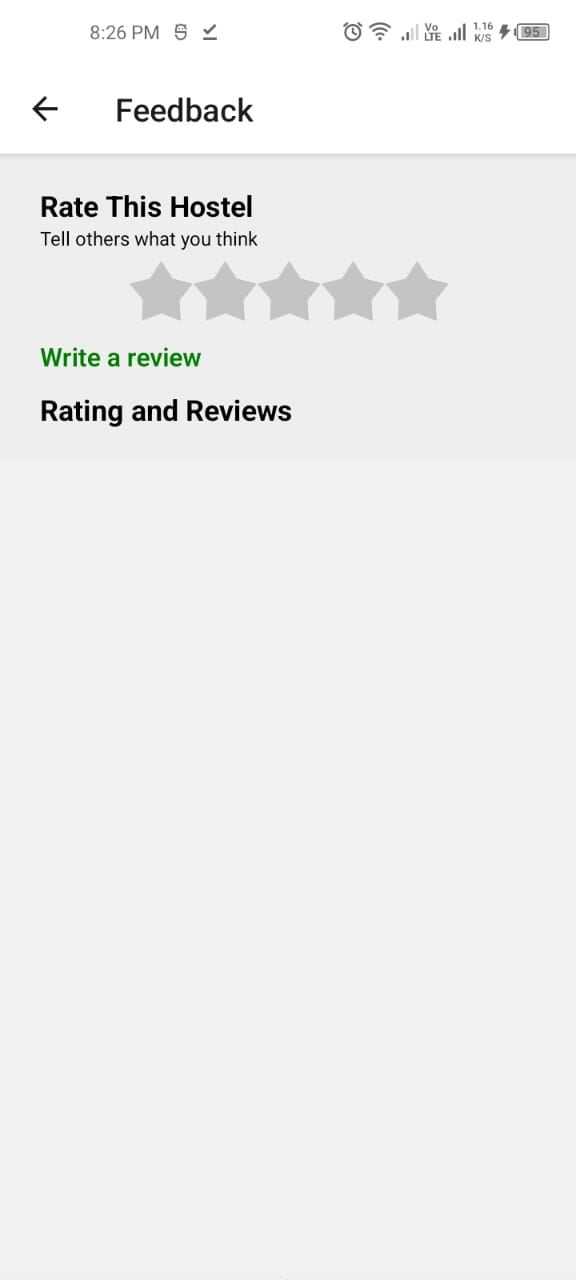 8:26 PM
Vo LTE
1.16 K/S
95
Feedback
Rate This Hostel
Tell others what you think
Write a review
Rating and Reviews